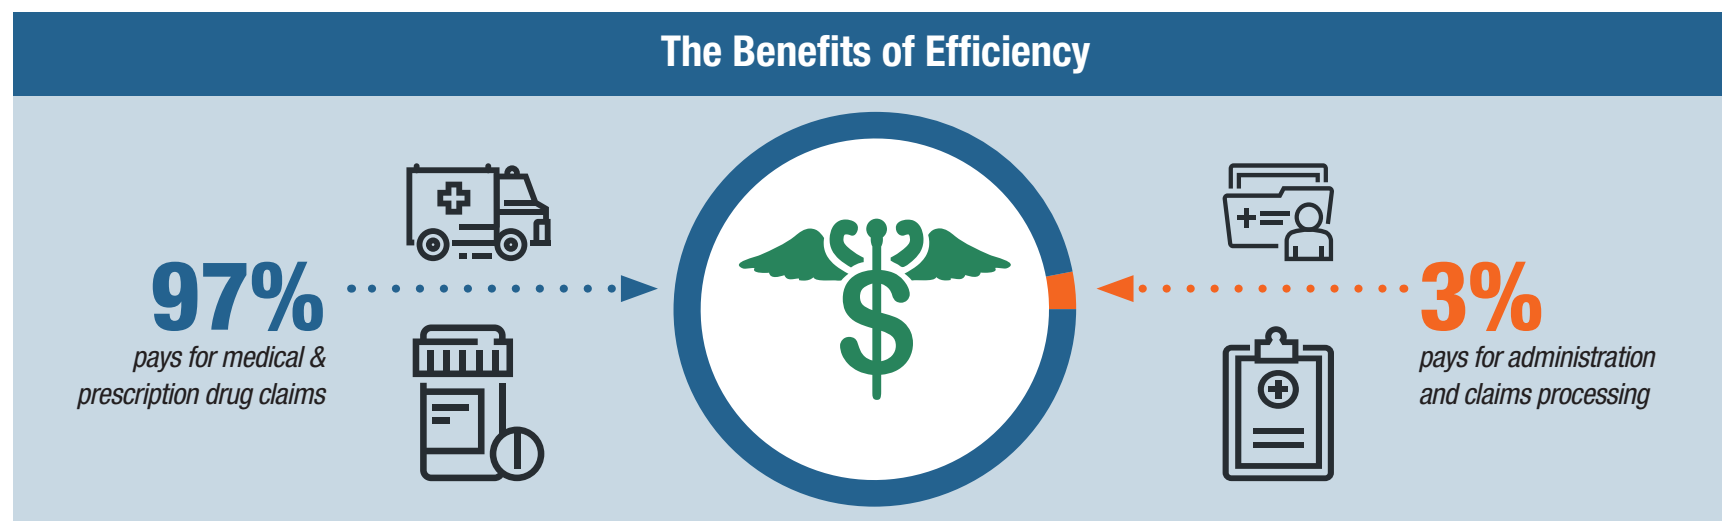 The Benefits of Efficiency
97%
pays for medical &
prescription drug claims
3%
pays for administration
and claims processing